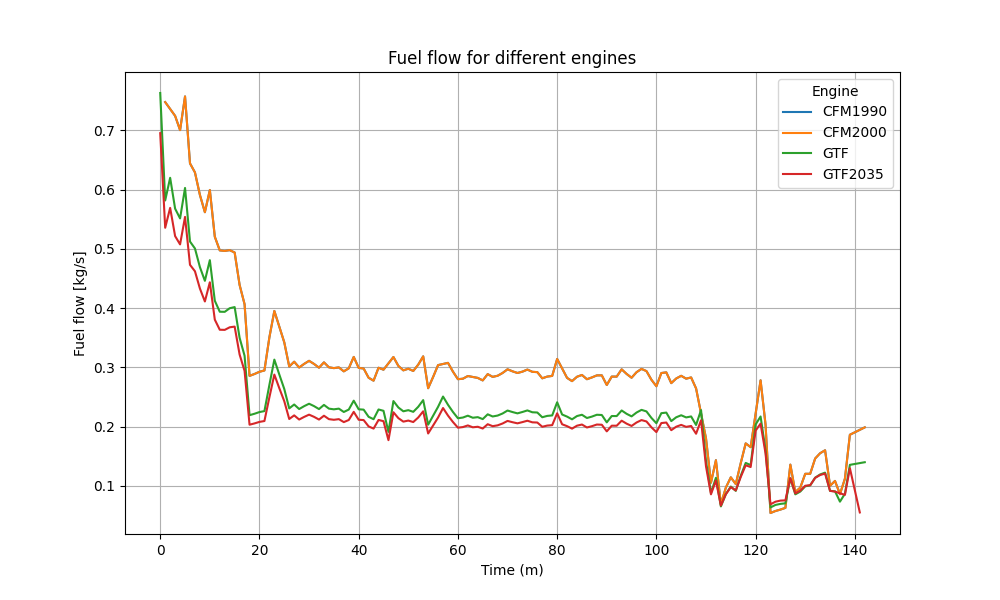 Fuel flow for different engines
Engine
CFM1990
CFM2000
GTF
GTF2035
Fuel flow [kg/s]
0.7
0.6
0.5
0.4
0.3
0.2
0.1
0 20 40 60 80 100 120 140
Time (m)